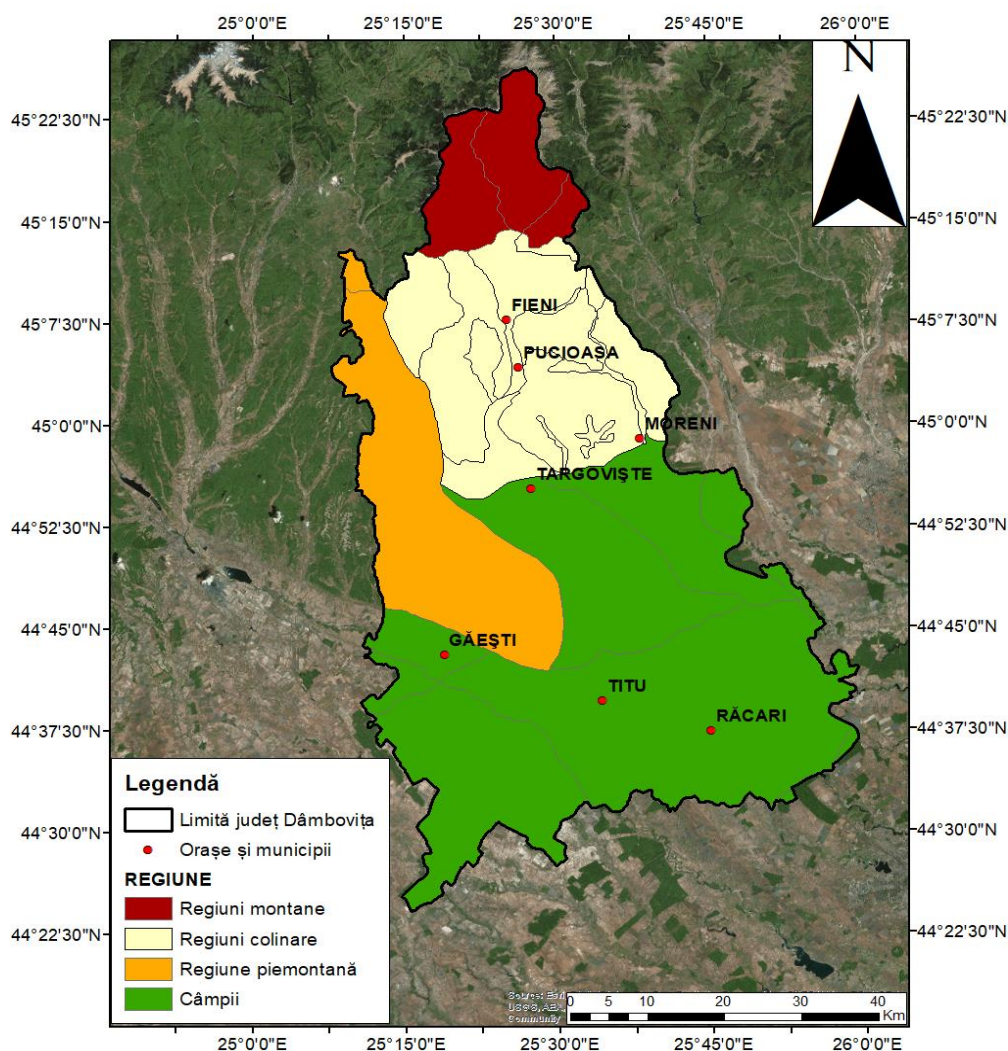 25°0'0"E 25°15'0"E 25°30'0"E 25°45'0"E 26°0'0"E
N
45°22'30"N 45°22'30"N
45°15'0"N 45°15'0"N
FIENI
45°7'30"N 45°7'30"N
PUCIOASA
45°0'0"N 45°0'0"N
MORENI
TARGOVIŞTE
44°52'30"N 44°52'30"N
44°45'0"N 44°45'0"N
GĂEŞTI
TITU
RĂCARI
44°37'30"N 44°37'30"N
Legendă
Limită județ Dâmbovița
Orașe și municipii
REGIUNE
Regiuni montane
Regiuni colinare
Regiune piemontană
Câmpii
44°30'0"N 44°30'0"N
44°22'30"N 44°22'30"N
Source: Esri
Community
0 5 10 20 30 40
Km
25°0'0"E 25°15'0"E 25°30'0"E 25°45'0"E 26°0'0"E